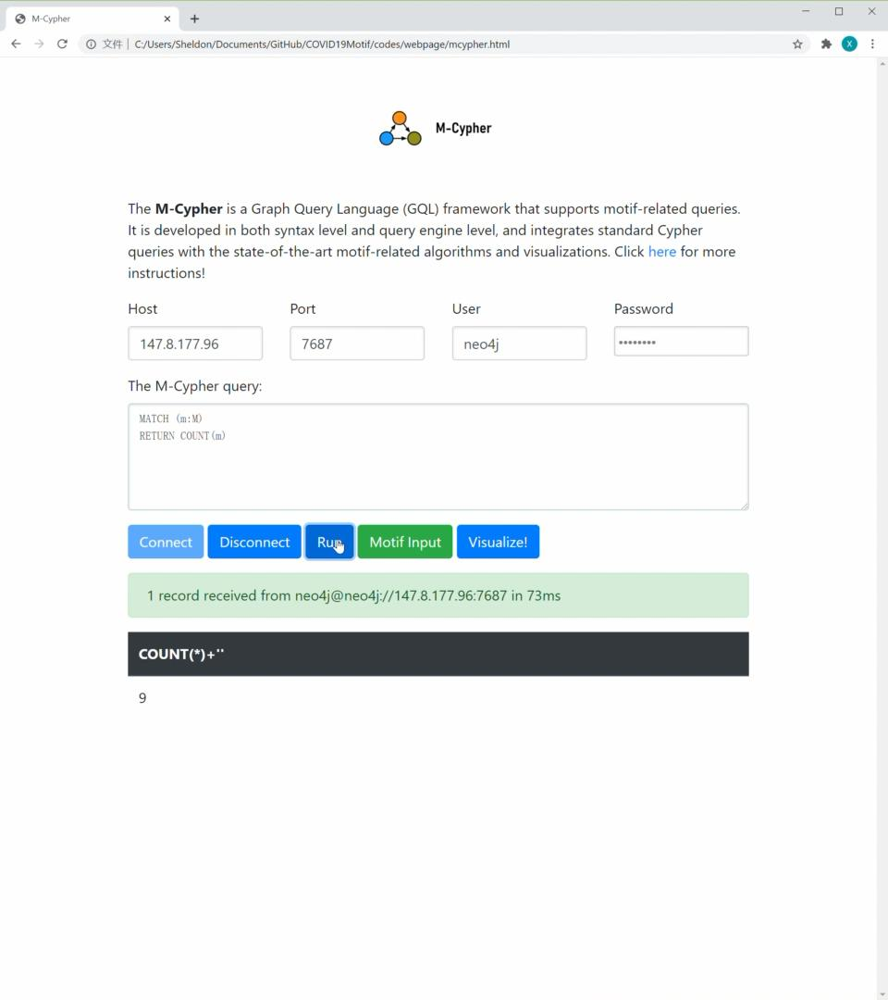 M-Cypher
文件 C:/Users/Sheldon/Documents/GitHub/COVID19Motif/codes/webpage/mcypher.html
X
M-Cypher
The M-Cypher is a Graph Query Language (GQL) framework that supports motif-related queries.
It is developed in both syntax level and query engine level, and integrates standard Cypher
queries with the state-of-the-art motif-related algorithms and visualizations. Click here for more
instructions!
Host Port User Password
147.8.177.96 7687 neo4j ••••••••
The M-Cypher query:
MATCH (m:M)
RETURN COUNT(m)
Connect Disconnect Run Motif Input Visualize!
1 record received from neo4j@neo4j://147.8.177.96:7687 in 73ms
COUNT(*)+''
9